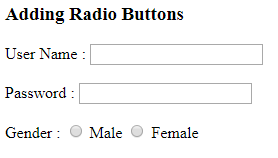 Adding Radio Buttons
User Name :
Password :
Gender : Male Female